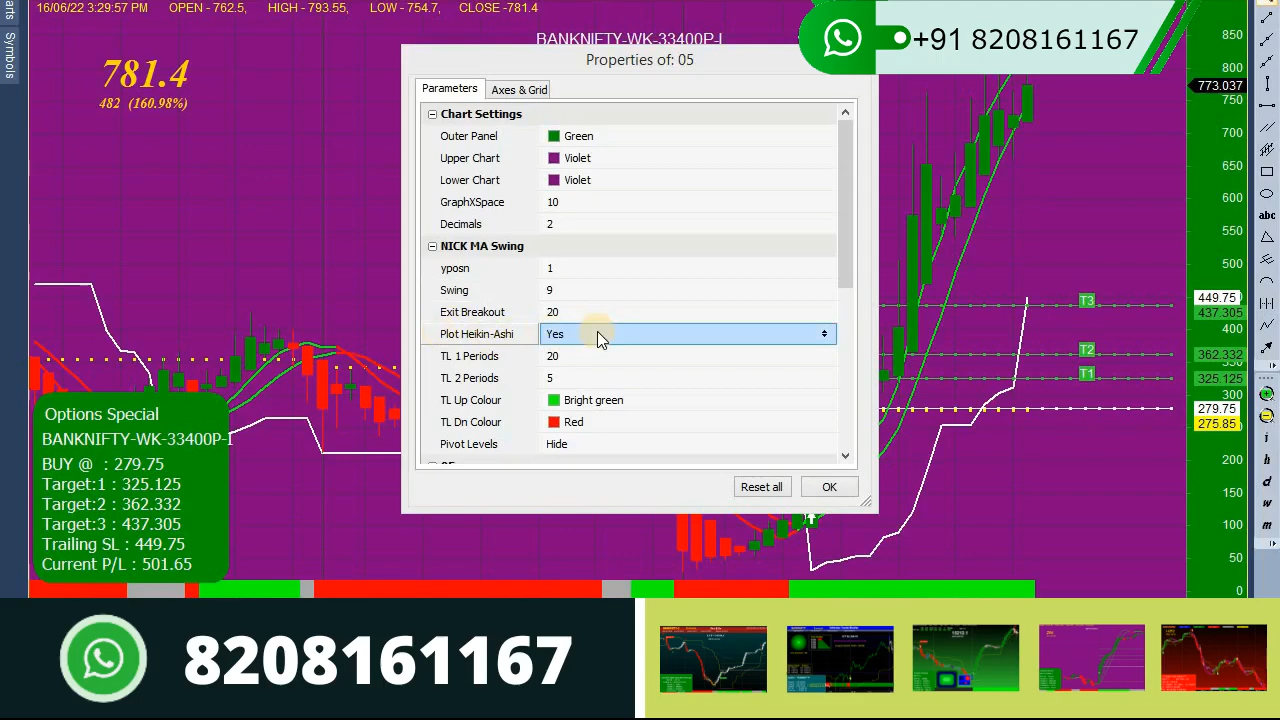 arts
Symbols
16/06/22 3:29:57 PM OPEN - 762.5, HIGH - 793.55, LOW - 754.7, CLOSE -781.4
+91 8208161167
BANKNIFTY-WK-33400P-I
781.4
482 (160.98%)
Properties of: 05
Parameters
Axes & Grid
Chart Settings
Outer Panel Green
Upper Chart Violet
Lower Chart Violet
GraphXSpace 10
Decimals 2
NICK MA Swing
yposn 1
Swing 9
Exit Breakout 20
Plot Heikin-Ashi Yes
TL 1 Periods 20
TL 2 Periods 5
TL Up Colour Bright green
TL Dn Colour Red
Pivot Levels Hide
Reset all
OK
850
800
773.037
750
700
650
600
550
500
449.75
437.305
400
362.332
325.125
300
279.75
275.85
200
150
100
50
0
T3
T2
T1
abc
i
h
d
w
m
Options Special
BANKNIFTY-WK-33400P-I
BUY @ : 279.75
Target:1 : 325.125
Target:2 : 362.332
Target:3 : 437.305
Trailing SL : 449.75
Current P/L : 501.65
8208161167